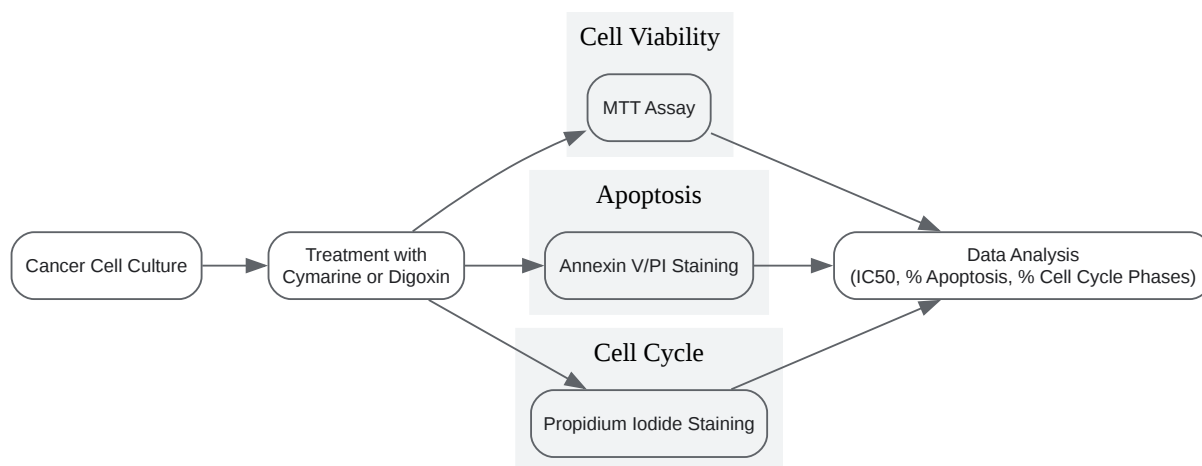 Cell Viability
MTT Assay
Apoptosis
Cancer Cell Culture
Treatment with
Cymarine or Digoxin
Annexin V/PI Staining
Data Analysis
(IC50, % Apoptosis, % Cell Cycle Phases)
Cell Cycle
Propidium Iodide Staining